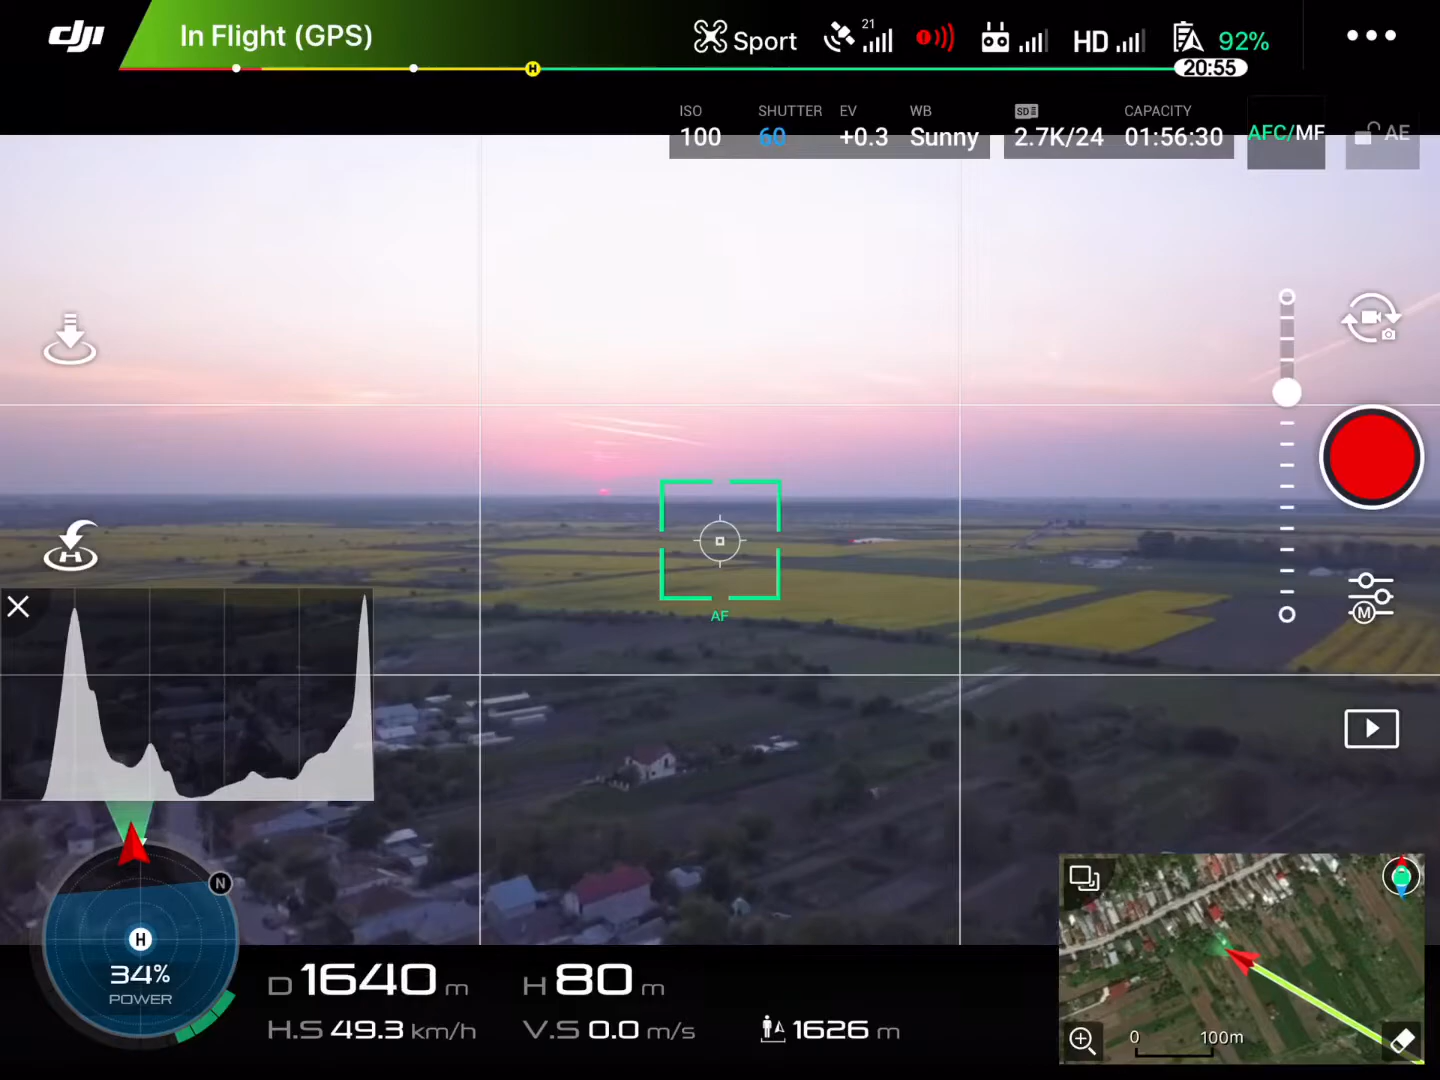 dji In Flight (GPS) Sport 21 HD 92%
H 20:55
ISO SHUTTER EV WB SD CAPACITY
100 60 +0.3 Sunny 2.7K/24 01:56:30 AFC/MF AE
AF
M
N
H
34%
POWER
D 1640 m H 80 m
H.S 49.3 km/h V.S 0.0 m/s 1626 m
0 100m